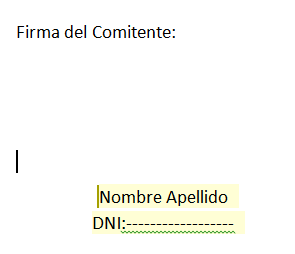 Firma del Comitente:
Nombre Apellido
DNI:------------------